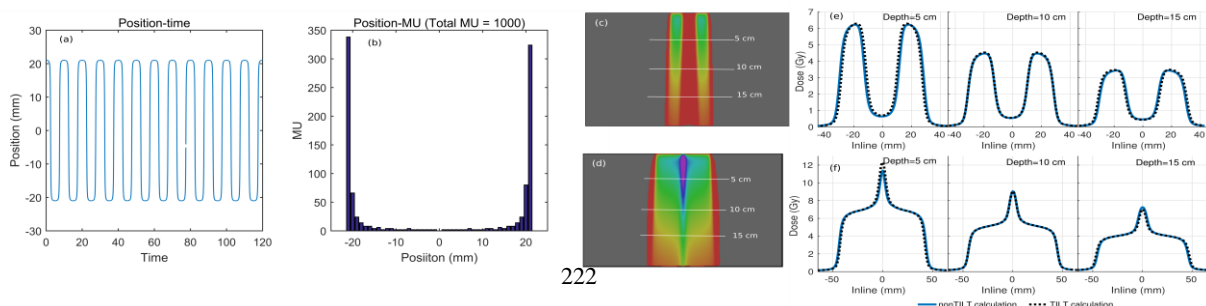 Position-time
(a)
Position (mm)
30
20
10
0
-10
-20
-30
0 20 40 60 80 100 120
Time
Position-MU (Total MU = 1000)
(b)
MU
350
300
250
200
150
100
50
0
-20 -10 0 10 20
Posiiton (mm)
(c)
5 cm
10 cm
15 cm
(d)
5 cm
10 cm
15 cm
222
(e)
Depth=5 cm
Depth=10 cm
Depth=15 cm
Dose (Gy)
7
6
5
4
3
2
1
0
-40 -20 0 20 40
-40 -20 0 20 40
-40 -20 0 20 40
Inline (mm)
Inline (mm)
Inline (mm)
(f)
Depth=5 cm
Depth=10 cm
Depth=15 cm
Dose (Gy)
12
10
8
6
4
2
0
-50 0 50
-50 0 50
-50 0 50
Inline (mm)
Inline (mm)
Inline (mm)
nonTILT calculation
TILT calculation